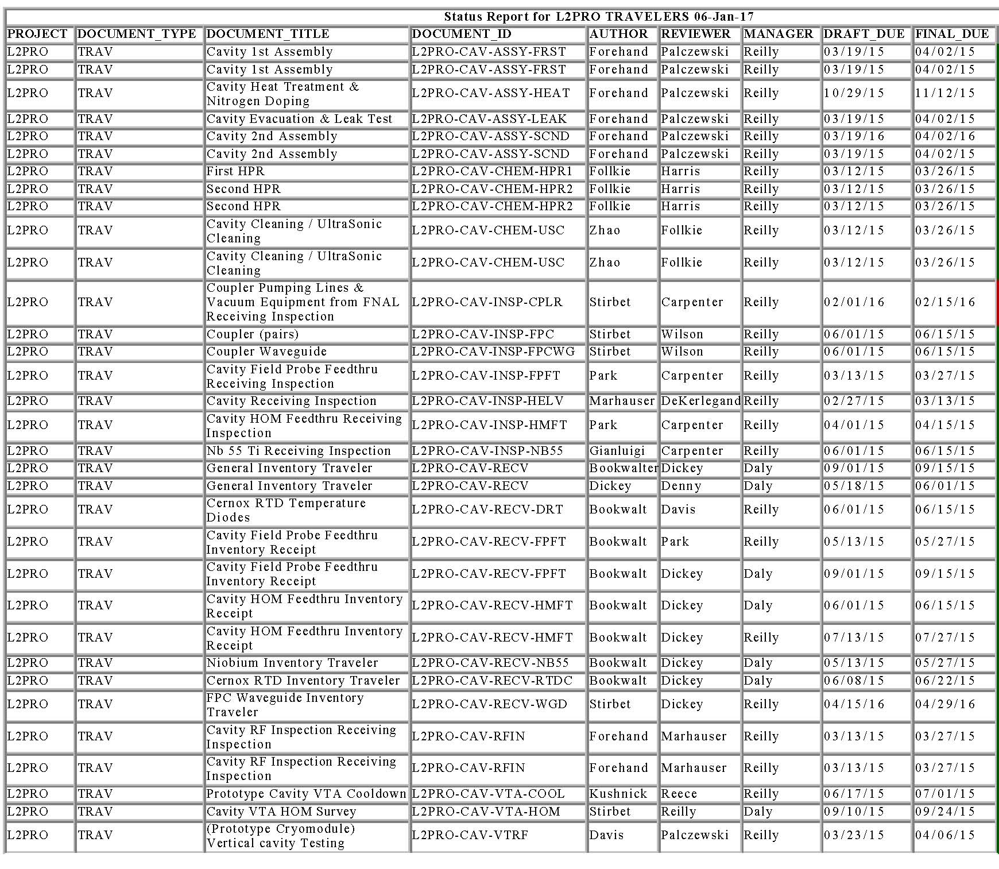 Status Report for L2PRO TRAVELERS 06-Jan-17
PROJECT DOCUMENT_TYPE DOCUMENT_TITLE DOCUMENT_ID AUTHOR REVIEWER MANAGER DRAFT_DUE FINAL_DUE
L2PRO TRAV Cavity 1st Assembly L2PRO-CAV-ASSY-FRST Forehand Palczewski Reilly 03/19/15 04/02/15
L2PRO TRAV Cavity 1st Assembly L2PRO-CAV-ASSY-FRST Forehand Palczewski Reilly 03/19/15 04/02/15
L2PRO TRAV Cavity Heat Treatment &
Nitrogen Doping L2PRO-CAV-ASSY-HEAT Forehand Palczewski Reilly 10/29/15 11/12/15
L2PRO TRAV Cavity Evacuation & Leak Test L2PRO-CAV-ASSY-LEAK Forehand Palczewski Reilly 03/19/15 04/02/15
L2PRO TRAV Cavity 2nd Assembly L2PRO-CAV-ASSY-SCND Forehand Palczewski Reilly 03/19/16 04/02/16
L2PRO TRAV Cavity 2nd Assembly L2PRO-CAV-ASSY-SCND Forehand Palczewski Reilly 03/19/15 04/02/15
L2PRO TRAV First HPR L2PRO-CAV-CHEM-HPR1 Follkie Harris Reilly 03/12/15 03/26/15
L2PRO TRAV Second HPR L2PRO-CAV-CHEM-HPR2 Follkie Harris Reilly 03/12/15 03/26/15
L2PRO TRAV Second HPR L2PRO-CAV-CHEM-HPR2 Follkie Harris Reilly 03/12/15 03/26/15
L2PRO TRAV Cavity Cleaning / UltraSonic
Cleaning L2PRO-CAV-CHEM-USC Zhao Follkie Reilly 03/12/15 03/26/15
L2PRO TRAV Cavity Cleaning / UltraSonic
Cleaning L2PRO-CAV-CHEM-USC Zhao Follkie Reilly 03/12/15 03/26/15
L2PRO TRAV Coupler Pumping Lines &
Vacuum Equipment from FNAL
Receiving Inspection L2PRO-CAV-INSP-CPLR Stirbet Carpenter Reilly 02/01/16 02/15/16
L2PRO TRAV Coupler (pairs) L2PRO-CAV-INSP-FPC Stirbet Wilson Reilly 06/01/15 06/15/15
L2PRO TRAV Coupler Waveguide L2PRO-CAV-INSP-FPCWG Stirbet Wilson Reilly 06/01/15 06/15/15
L2PRO TRAV Cavity Field Probe Feedthru
Receiving Inspection L2PRO-CAV-INSP-FPFT Park Carpenter Reilly 03/13/15 03/27/15
L2PRO TRAV Cavity Receiving Inspection L2PRO-CAV-INSP-HELV Marhauser DeKerlegand Reilly 02/27/15 03/13/15
L2PRO TRAV Cavity HOM Feedthru Receiving
Inspection L2PRO-CAV-INSP-HMFT Park Carpenter Reilly 04/01/15 04/15/15
L2PRO TRAV Nb 55 Ti Receiving Inspection L2PRO-CAV-INSP-NB55 Gianluigi Carpenter Reilly 06/01/15 06/15/15
L2PRO TRAV General Inventory Traveler L2PRO-CAV-RECV Bookwalter Dickey Daly 09/01/15 09/15/15
L2PRO TRAV General Inventory Traveler L2PRO-CAV-RECV Dickey Denny Daly 05/18/15 06/01/15
L2PRO TRAV Cernox RTD Temperature
Diodes L2PRO-CAV-RECV-DRT Bookwalt Davis Reilly 06/01/15 06/15/15
L2PRO TRAV Cavity Field Probe Feedthru
Inventory Receipt L2PRO-CAV-RECV-FPFT Bookwalt Park Reilly 05/13/15 05/27/15
L2PRO TRAV Cavity Field Probe Feedthru
Inventory Receipt L2PRO-CAV-RECV-FPFT Bookwalt Dickey Daly 09/01/15 09/15/15
L2PRO TRAV Cavity HOM Feedthru Inventory
Receipt L2PRO-CAV-RECV-HMFT Bookwalt Dickey Daly 06/01/15 06/15/15
L2PRO TRAV Cavity HOM Feedthru Inventory
Receipt L2PRO-CAV-RECV-HMFT Bookwalt Dickey Reilly 07/13/15 07/27/15
L2PRO TRAV Niobium Inventory Traveler L2PRO-CAV-RECV-NB55 Bookwalt Dickey Daly 05/13/15 05/27/15
L2PRO TRAV Cernox RTD Inventory Traveler L2PRO-CAV-RECV-RTDC Bookwalt Dickey Daly 06/08/15 06/22/15
L2PRO TRAV FPC Waveguide Inventory
Traveler L2PRO-CAV-RECV-WGD Stirbet Dickey Reilly 04/15/16 04/29/16
L2PRO TRAV Cavity RF Inspection Receiving
Inspection L2PRO-CAV-RFIN Forehand Marhauser Reilly 03/13/15 03/27/15
L2PRO TRAV Cavity RF Inspection Receiving
Inspection L2PRO-CAV-RFIN Forehand Marhauser Reilly 03/13/15 03/27/15
L2PRO TRAV Prototype Cavity VTA Cooldown L2PRO-CAV-VTA-COOL Kushnick Reece Reilly 06/17/15 07/01/15
L2PRO TRAV Cavity VTA HOM Survey L2PRO-CAV-VTA-HOM Stirbet Reilly Daly 09/10/15 09/24/15
L2PRO TRAV (Prototype Cryomodule)
Vertical cavity Testing L2PRO-CAV-VTRF Davis Palczewski Reilly 03/23/15 04/06/15